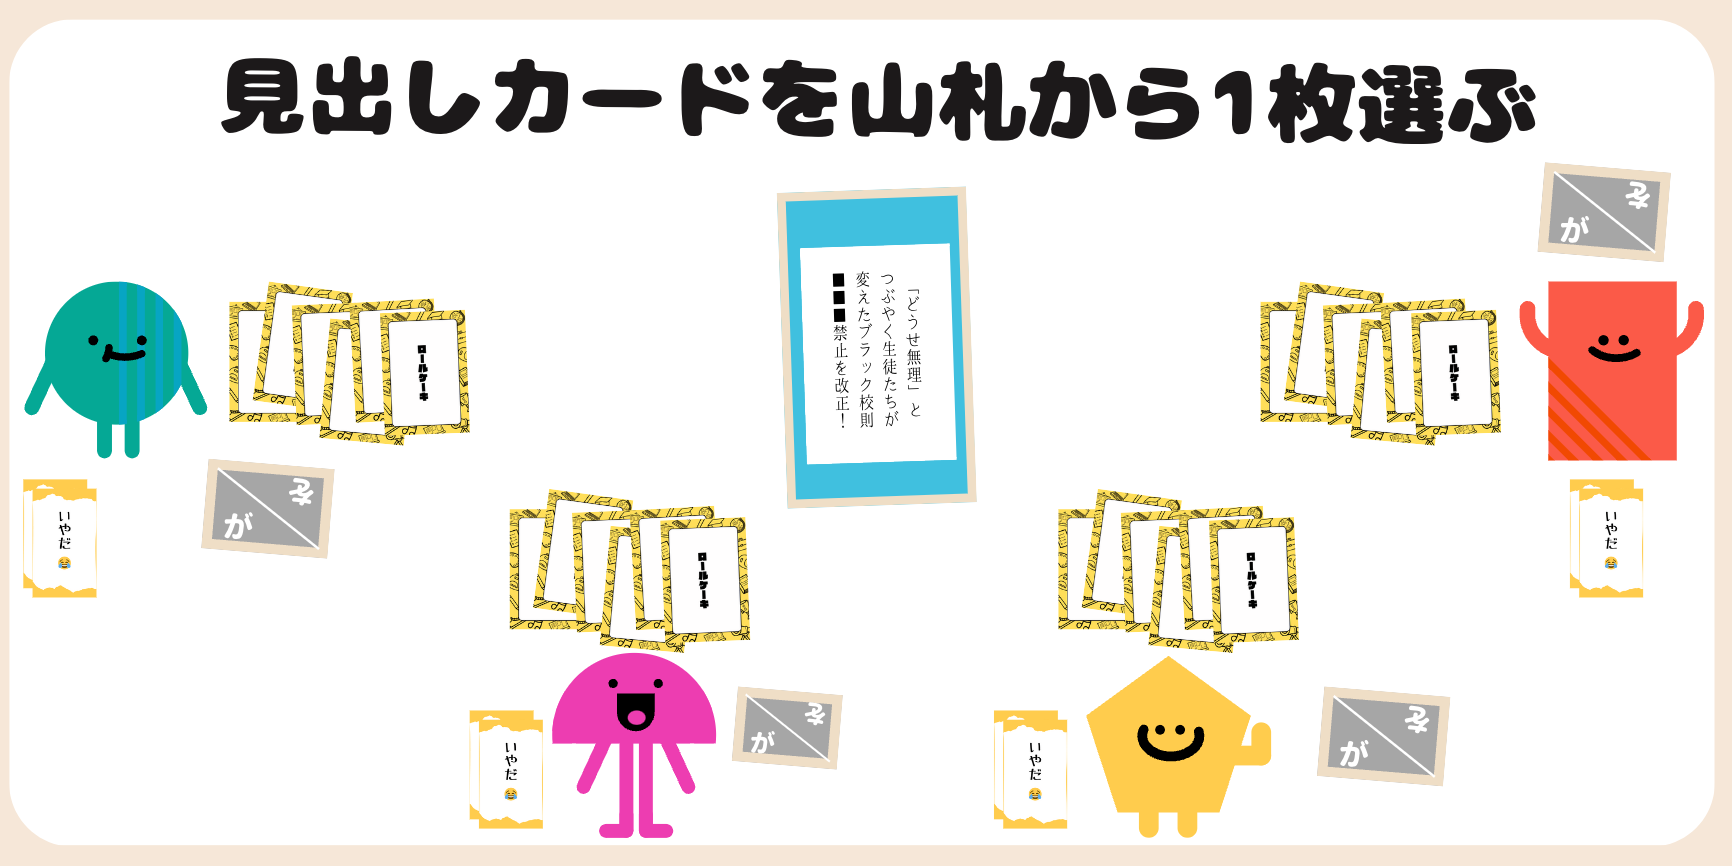 見出しカードを山札から1枚選ぶ
「どうせ無理」と
つぶやく生徒たちが
変えたブラック校則
■■■禁止を改正！
ロールケーキ
いやだ😂
が
ロールケーキ
いやだ😂
が
ロールケーキ
いやだ😂
が
ロールケーキ
いやだ😂
が